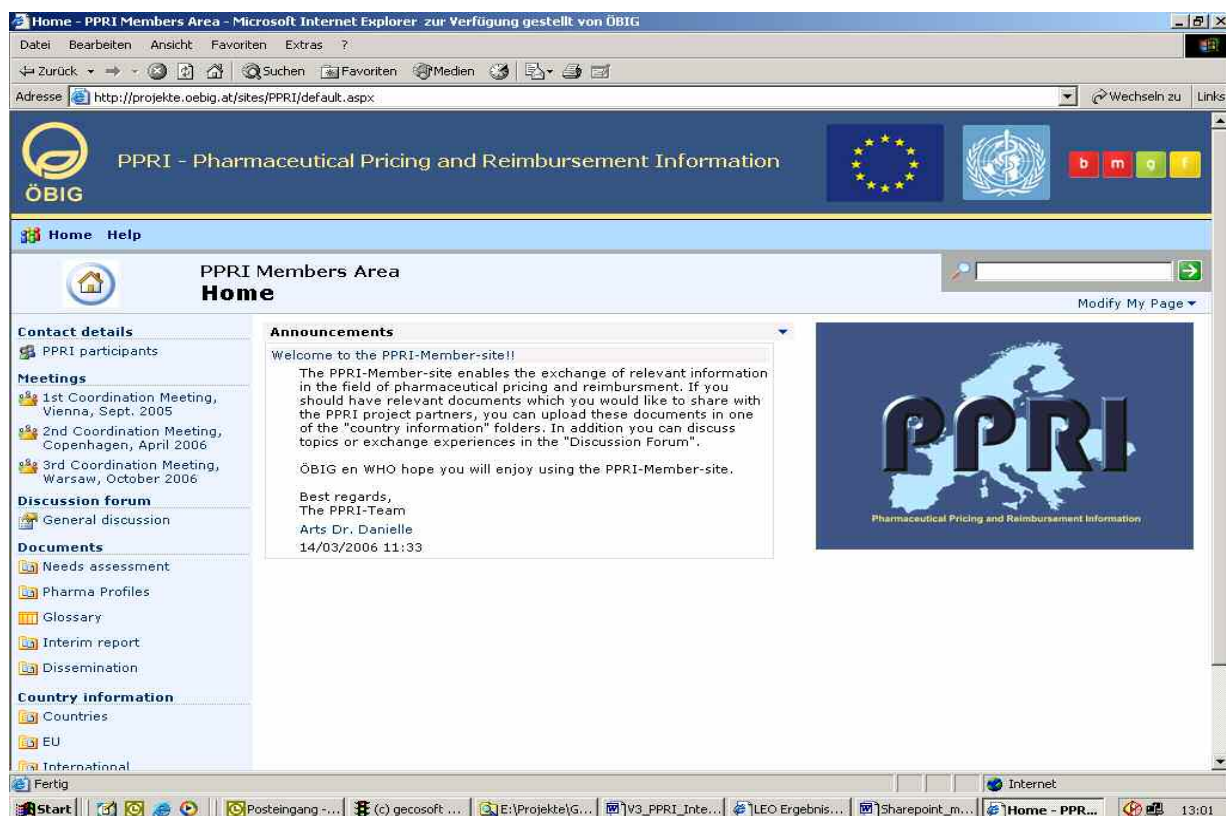 Home - PPRI Members Area - Microsoft Internet Explorer zur Verfügung gestellt von ÖBIG
Datei Bearbeiten Ansicht Favoriten Extras ?
Zurück Suchen Favoriten Medien
Adresse http://projekte.oebig.at/sites/PPRI/default.aspx Wechseln zu Links
PPRI - Pharmaceutical Pricing and Reimbursement Information
b m g f
ÖBIG
Home Help
PPRI Members Area
Home
Modify My Page
Contact details
PPRI participants
Meetings
1st Coordination Meeting,
Vienna, Sept. 2005
2nd Coordination Meeting,
Copenhagen, April 2006
3rd Coordination Meeting,
Warsaw, October 2006
Discussion forum
General discussion
Documents
Needs assessment
Pharma Profiles
Glossary
Interim report
Dissemination
Country information
Countries
EU
International
Announcements
Welcome to the PPRI-Member-site!!
The PPRI-Member-site enables the exchange of relevant information
in the field of pharmaceutical pricing and reimbursment. If you
should have relevant documents which you would like to share with
the PPRI project partners, you can upload these documents in one
of the "country information" folders. In addition you can discuss
topics or exchange experiences in the "Discussion Forum".
ÖBIG en WHO hope you will enjoy using the PPRI-Member-site.
Best regards,
The PPRI-Team
Arts Dr. Danielle
14/03/2006 11:33
PPRI
Pharmaceutical Pricing and Reimbursement Information
Fertig Internet
Start Posteingang -... (c) gecosoft ... E:\Projekte\G... V3_PPRI_Inte... LEO Ergebnis... Sharepoint_m... Home - PPR... 13:01